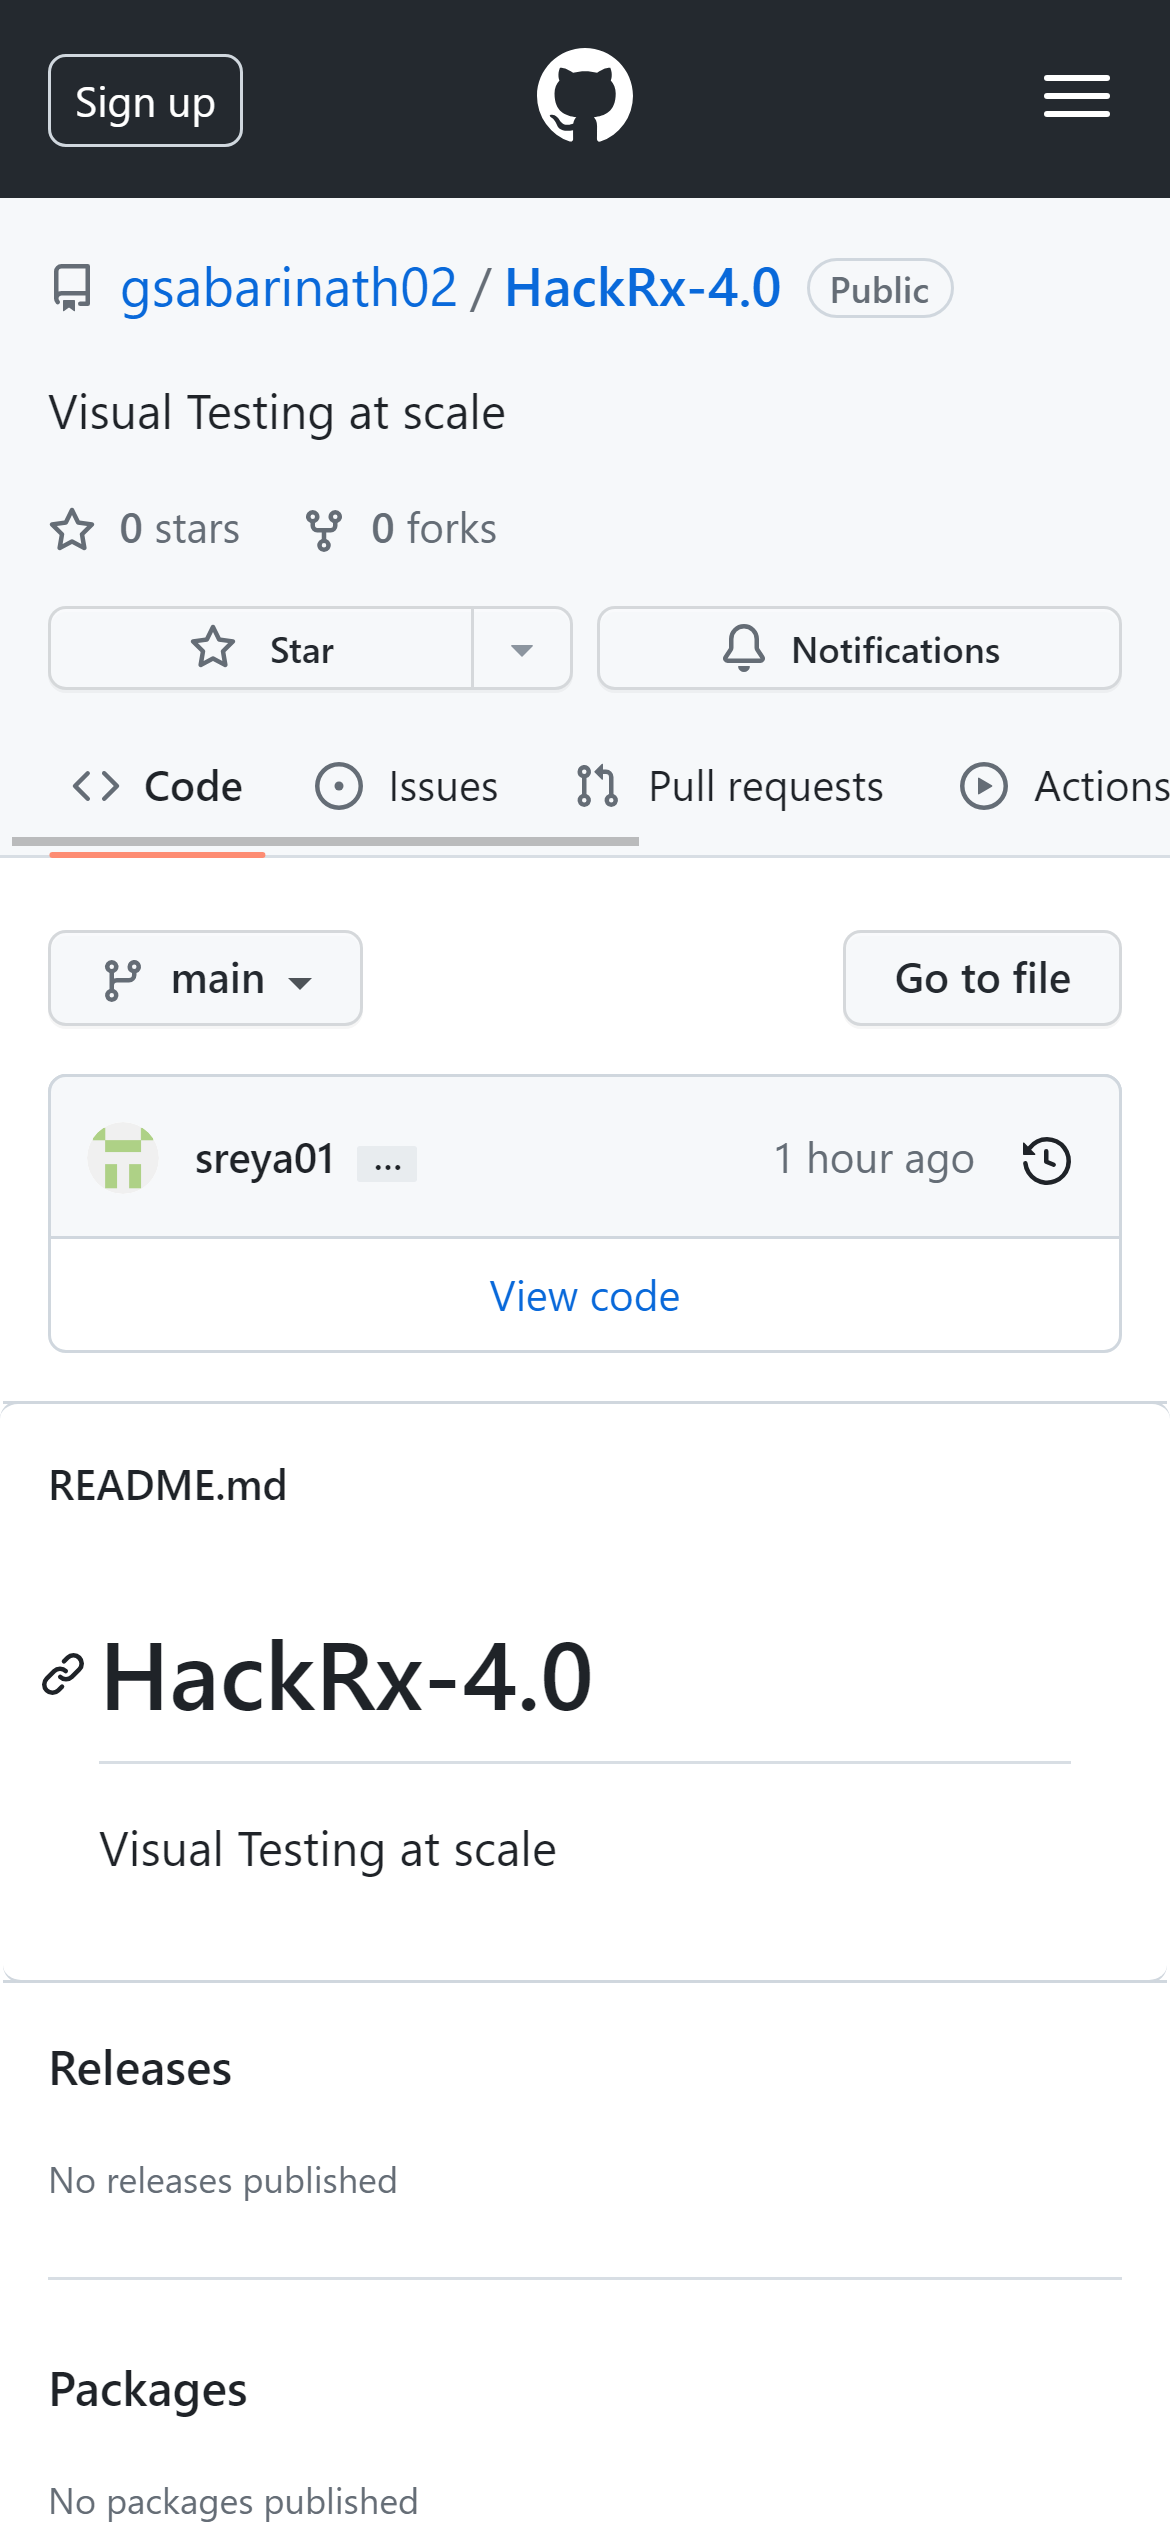 Sign up
gsabarinath02 / HackRx-4.0 Public
Visual Testing at scale
0 stars 0 forks
Star Notifications
Code Issues Pull requests Actions
main Go to file
sreya01 ... 1 hour ago
View code
README.md
HackRx-4.0
Visual Testing at scale
Releases
No releases published
Packages
No packages published